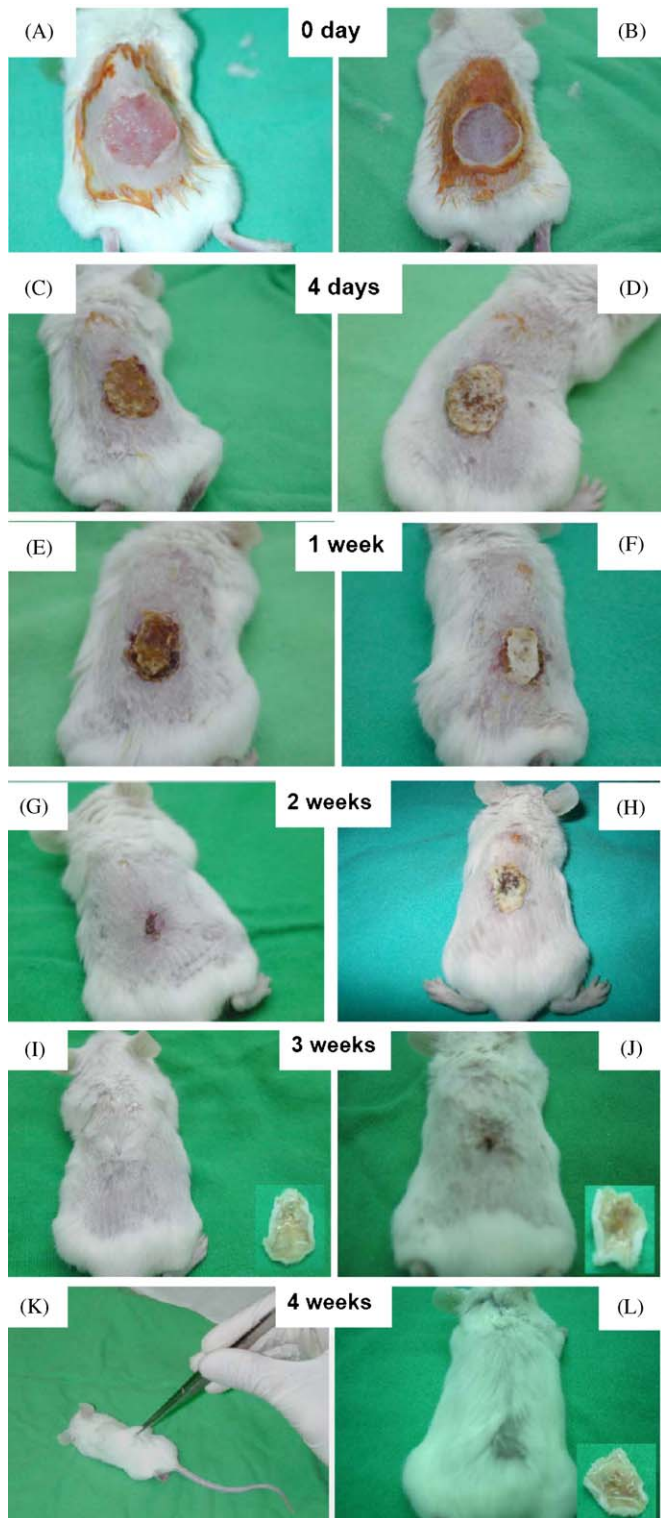 (A) 0 day (B)
(C) 4 days (D)
(E) 1 week (F)
(G) 2 weeks (H)
(I) 3 weeks (J)
(K) 4 weeks (L)